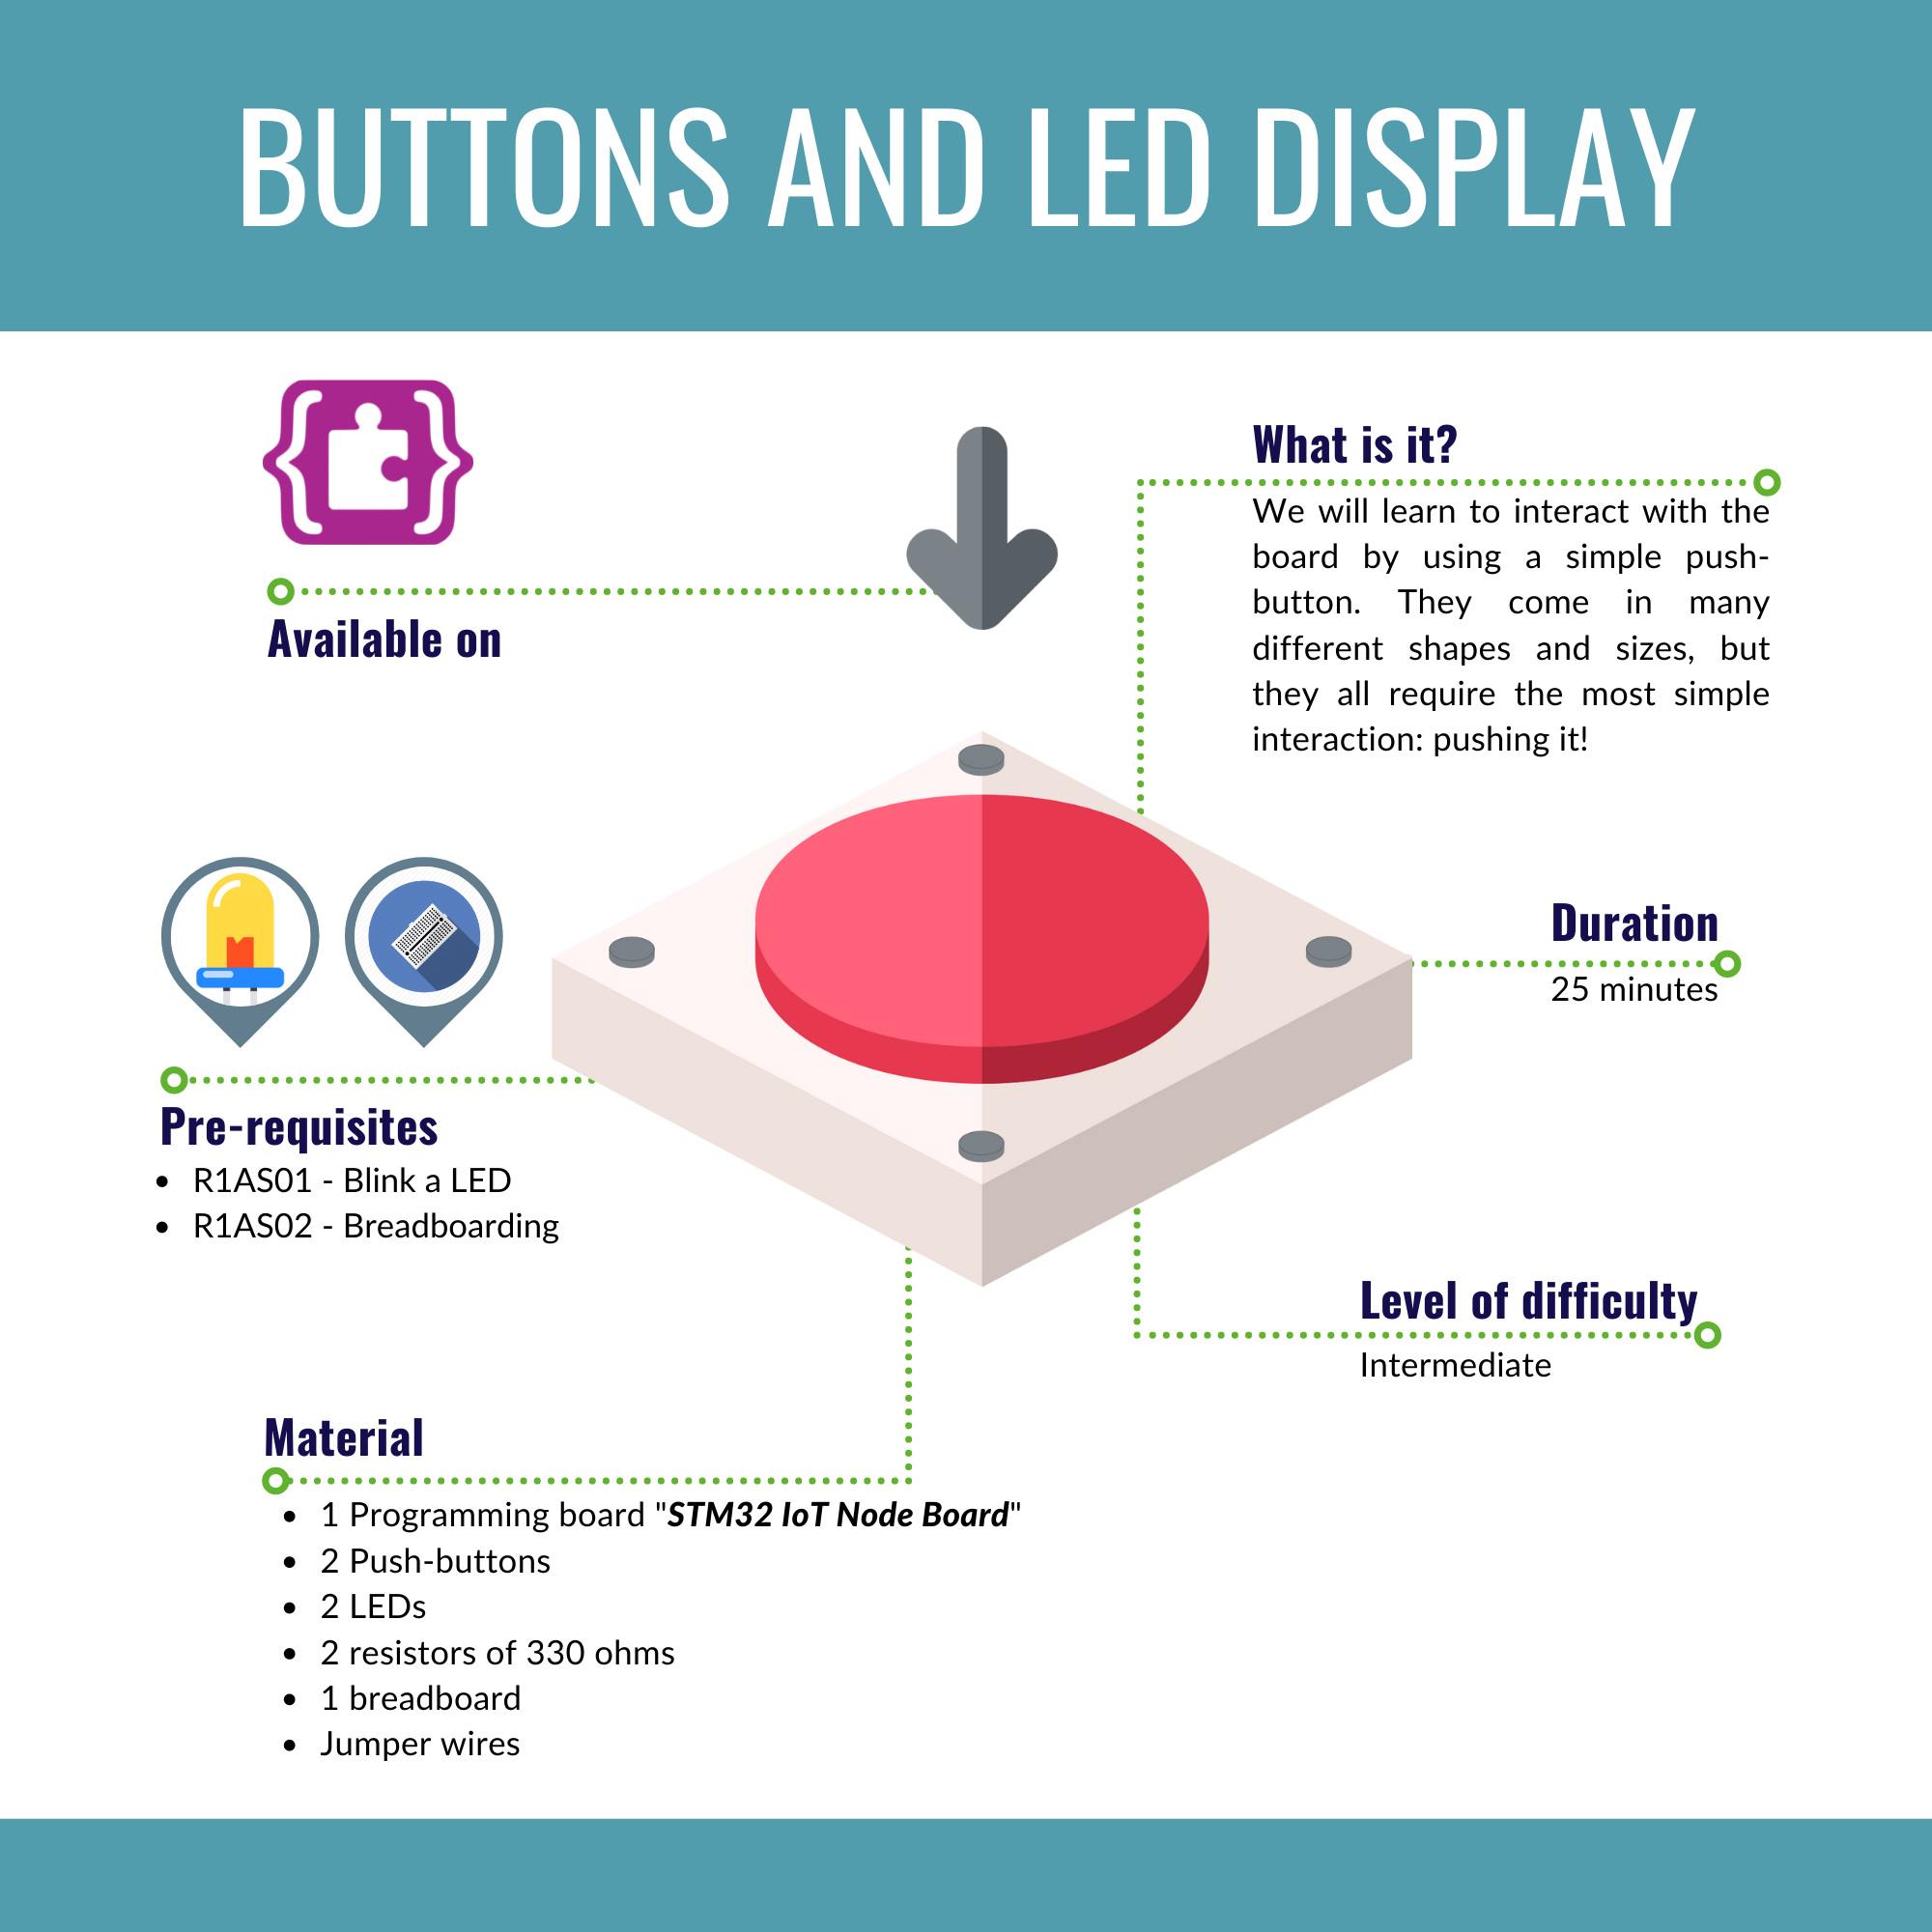 BUTTONS AND LED DISPLAY
Available on
What is it?
We will learn to interact with the
board by using a simple push-
button. They come in many
different shapes and sizes, but
they all require the most simple
interaction: pushing it!
Duration
25 minutes
Pre-requisites
• R1AS01 - Blink a LED
• R1AS02 - Breadboarding
Level of difficulty
Intermediate
Material
• 1 Programming board "STM32 IoT Node Board"
• 2 Push-buttons
• 2 LEDs
• 2 resistors of 330 ohms
• 1 breadboard
• Jumper wires